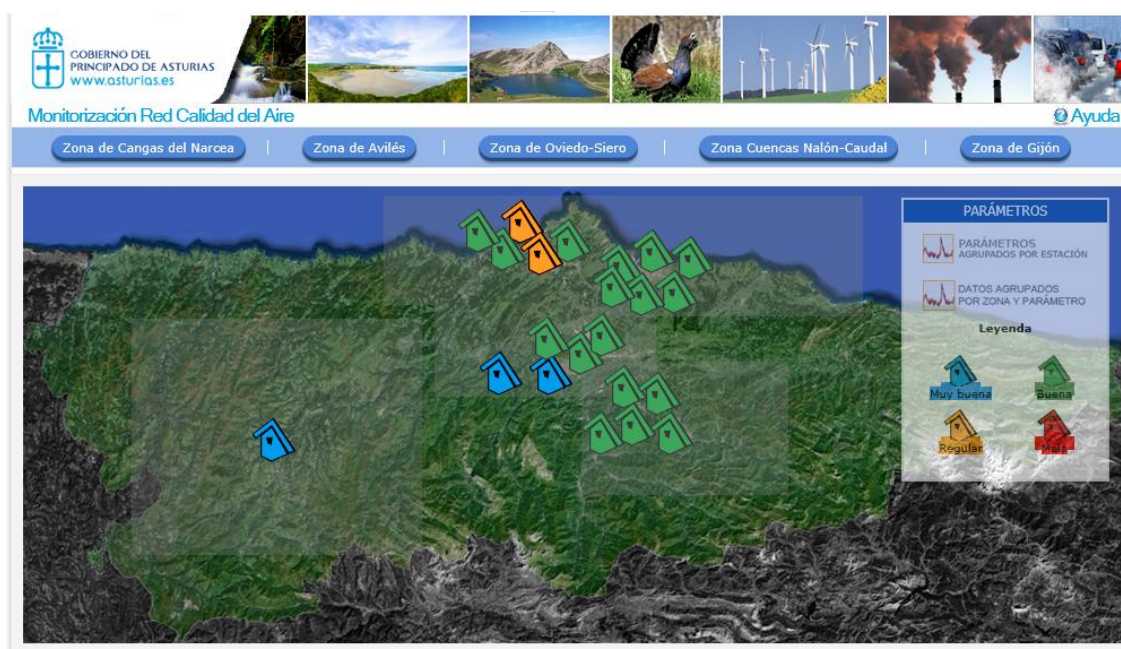 GOBIERNO DEL
PRINCIPADO DE ASTURIAS
www.asturias.es
Monitorización Red Calidad del Aire
Ayuda
Zona de Cangas del Narcea
Zona de Avilés
Zona de Oviedo-Siero
Zona Cuencas Nalón-Caudal
Zona de Gijón
PARÁMETROS
PARÁMETROS
AGRUPADOS POR ESTACIÓN
DATOS AGRUPADOS
POR ZONA Y PARÁMETRO
Leyenda
Muy buena
Buena
Regular
Mala